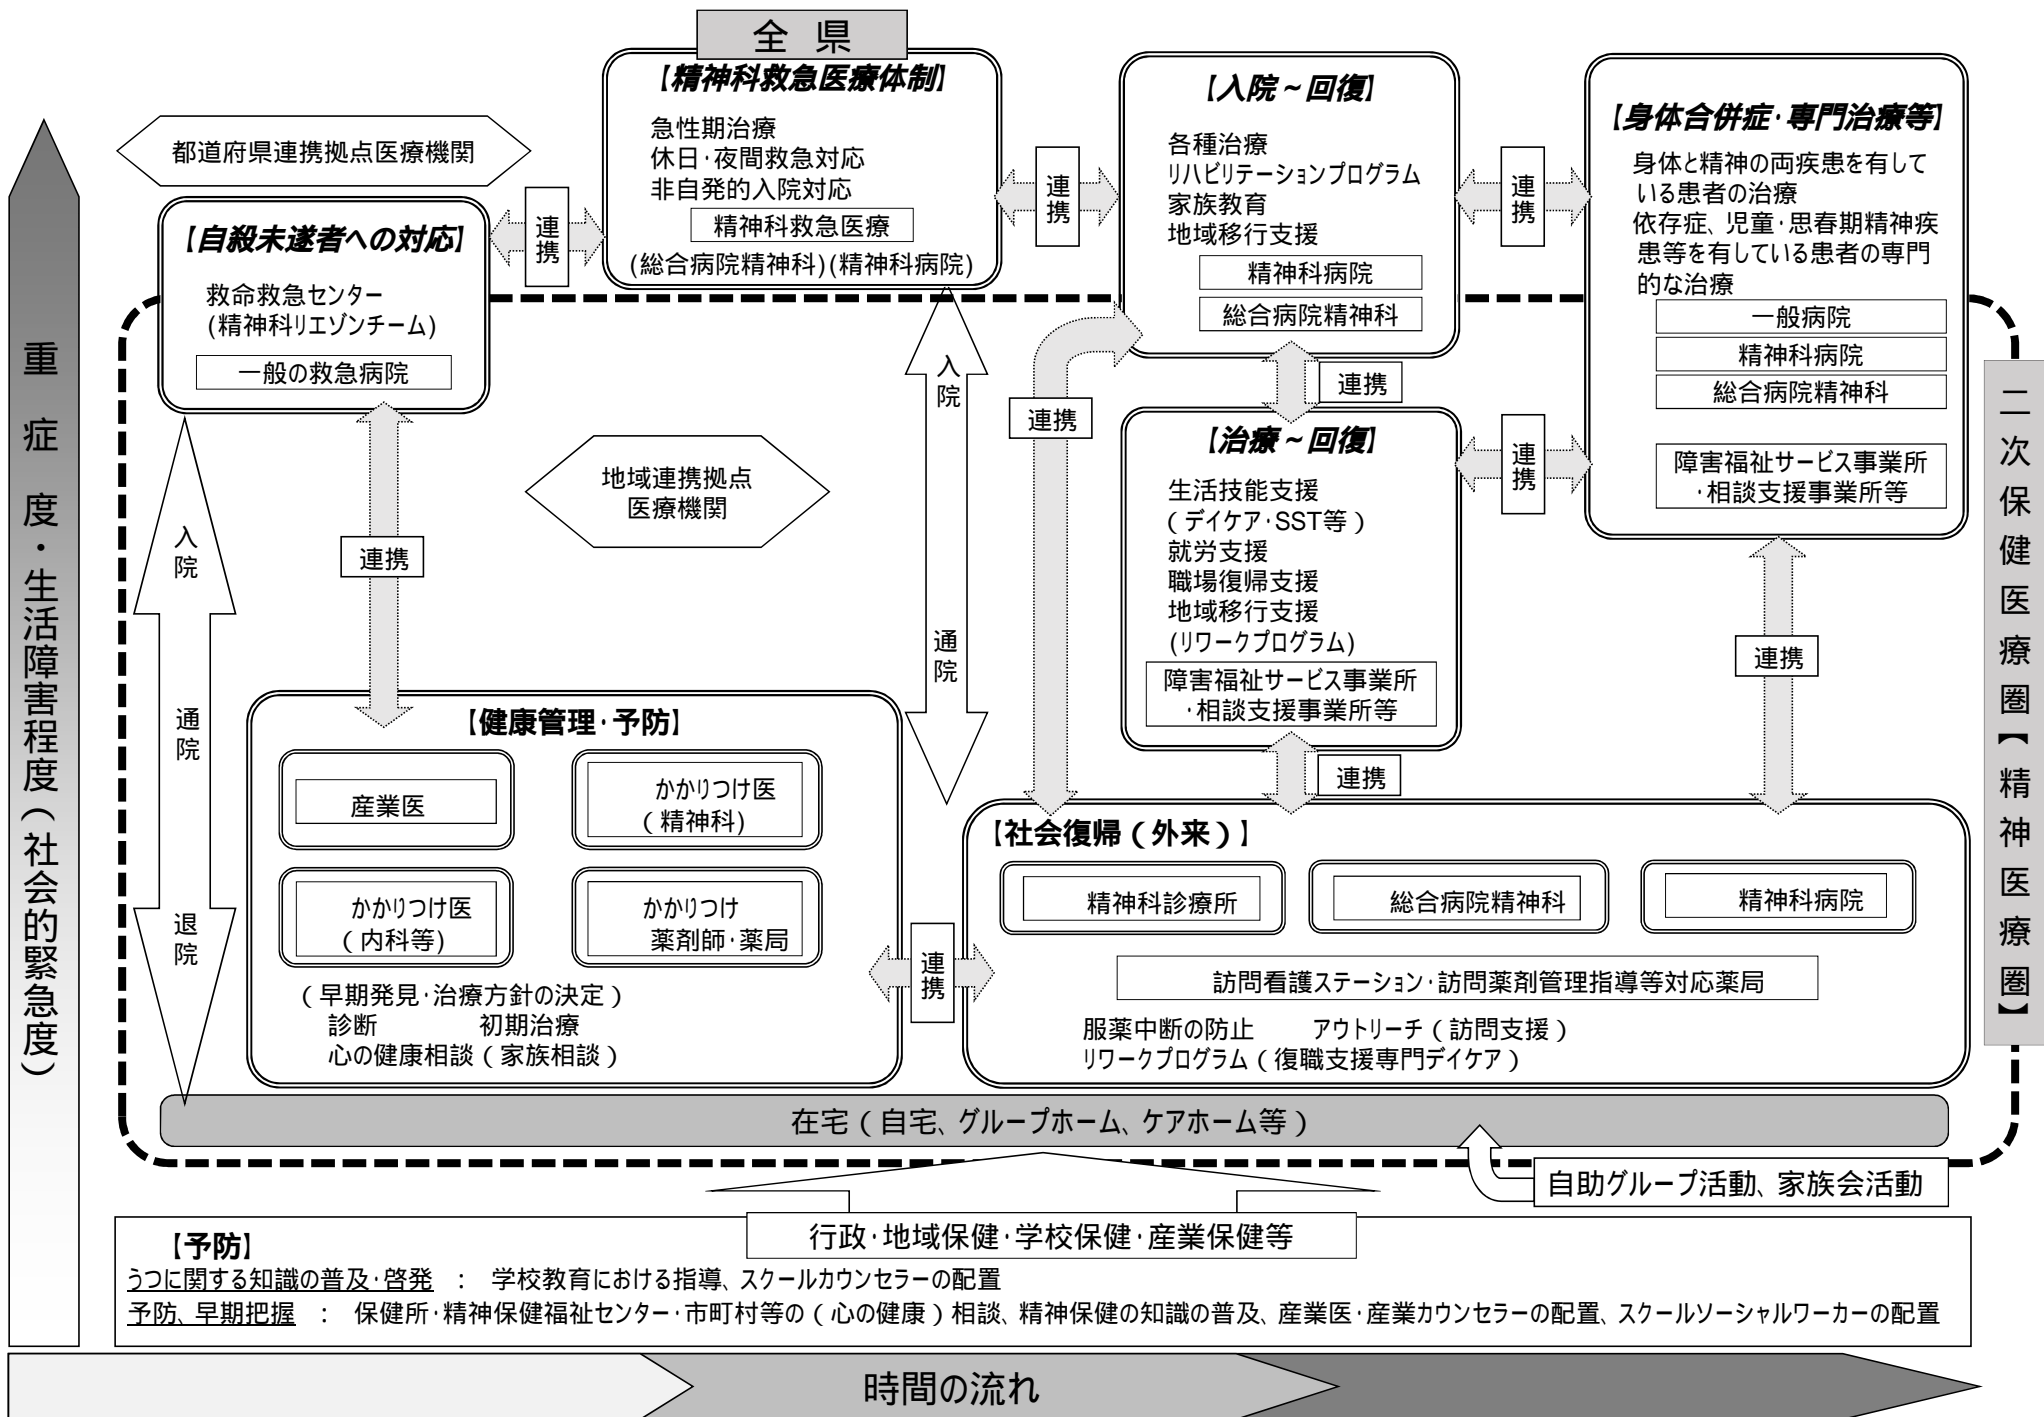 全 県
【精神科救急医療体制】
急性期治療
休日・夜間救急対応
非自発的入院対応
精神科救急医療
(総合病院精神科)(精神科病院)
【入院～回復】
各種治療
リハビリテーションプログラム
家族教育
地域移行支援
精神科病院
総合病院精神科
【身体合併症・専門治療等】
身体と精神の両疾患を有して
いる患者の治療
依存症、児童・思春期精神疾
患等を有している患者の専門
的な治療
一般病院
精神科病院
総合病院精神科
障害福祉サービス事業所
・相談支援事業所等
都道府県連携拠点医療機関
【自殺未遂者への対応】
救命救急センター
(精神科リエゾンチーム)
一般の救急病院
連携
連携
連携
連携
連携
連携
連携
連携
連携
連携
地域連携拠点
医療機関
入院
通院
入院
通院
退院
【治療～回復】
生活技能支援
（デイケア・SST等）
就労支援
職場復帰支援
地域移行支援
(リワークプログラム)
障害福祉サービス事業所
・相談支援事業所等
【健康管理・予防】
産業医
かかりつけ医
（精神科)
かかりつけ医
（内科等)
かかりつけ
薬剤師・薬局
（早期発見・治療方針の決定）
診断 初期治療
心の健康相談（家族相談）
【社会復帰（外来）】
精神科診療所
総合病院精神科
精神科病院
訪問看護ステーション・訪問薬剤管理指導等対応薬局
服薬中断の防止 アウトリーチ（訪問支援）
リワークプログラム（復職支援専門デイケア）
在宅（自宅、グループホーム、ケアホーム等）
自助グループ活動、家族会活動
行政・地域保健・学校保健・産業保健等
【予防】
うつに関する知識の普及・啓発 ： 学校教育における指導、スクールカウンセラーの配置
予防、早期把握 ： 保健所・精神保健福祉センター・市町村等の（心の健康）相談、精神保健の知識の普及、産業医・産業カウンセラーの配置、スクールソーシャルワーカーの配置
重症度・生活障害程度（社会的緊急度）
二次保健医療圏【精神医療圏】
時間の流れ